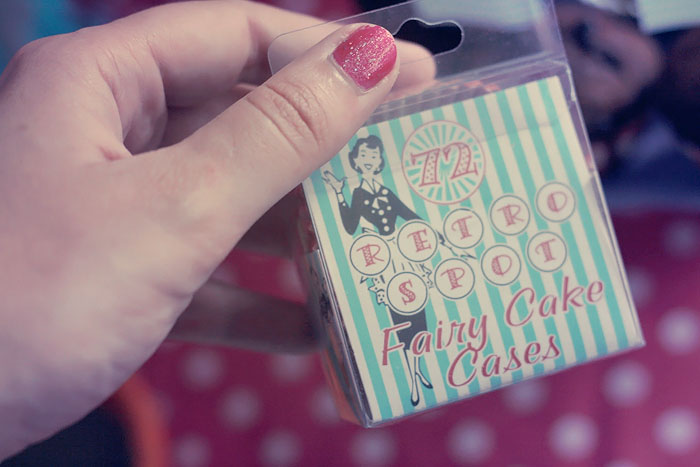 72
RETRO
SPOT
Fairy Cake
Cases